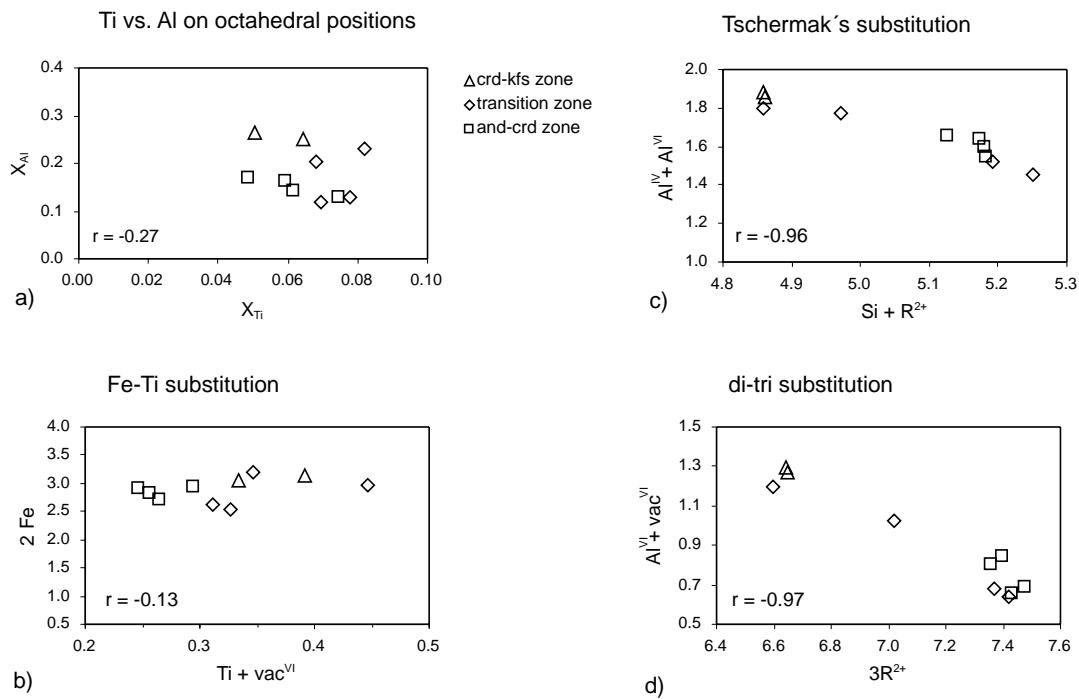 Ti vs. Al on octahedral positions
0.4
0.3
0.2
0.1
0.0
X_Al
0.00 0.02 0.04 0.06 0.08 0.10
X_Ti
r = -0.27
a)
crd-kfs zone
transition zone
and-crd zone
Tschermak´s substitution
2.0
1.8
1.6
1.4
1.2
1.0
Al^IV + Al^VI
4.8 4.9 5.0 5.1 5.2 5.3
Si + R^2+
r = -0.96
c)
Fe-Ti substitution
4.0
3.5
3.0
2.5
2.0
1.5
1.0
0.5
2 Fe
0.2 0.3 0.4 0.5
Ti + vac^VI
r = -0.13
b)
di-tri substitution
1.5
1.3
1.1
0.9
0.7
0.5
Al^VI + vac^VI
6.4 6.6 6.8 7.0 7.2 7.4 7.6
3R^2+
r = -0.97
d)